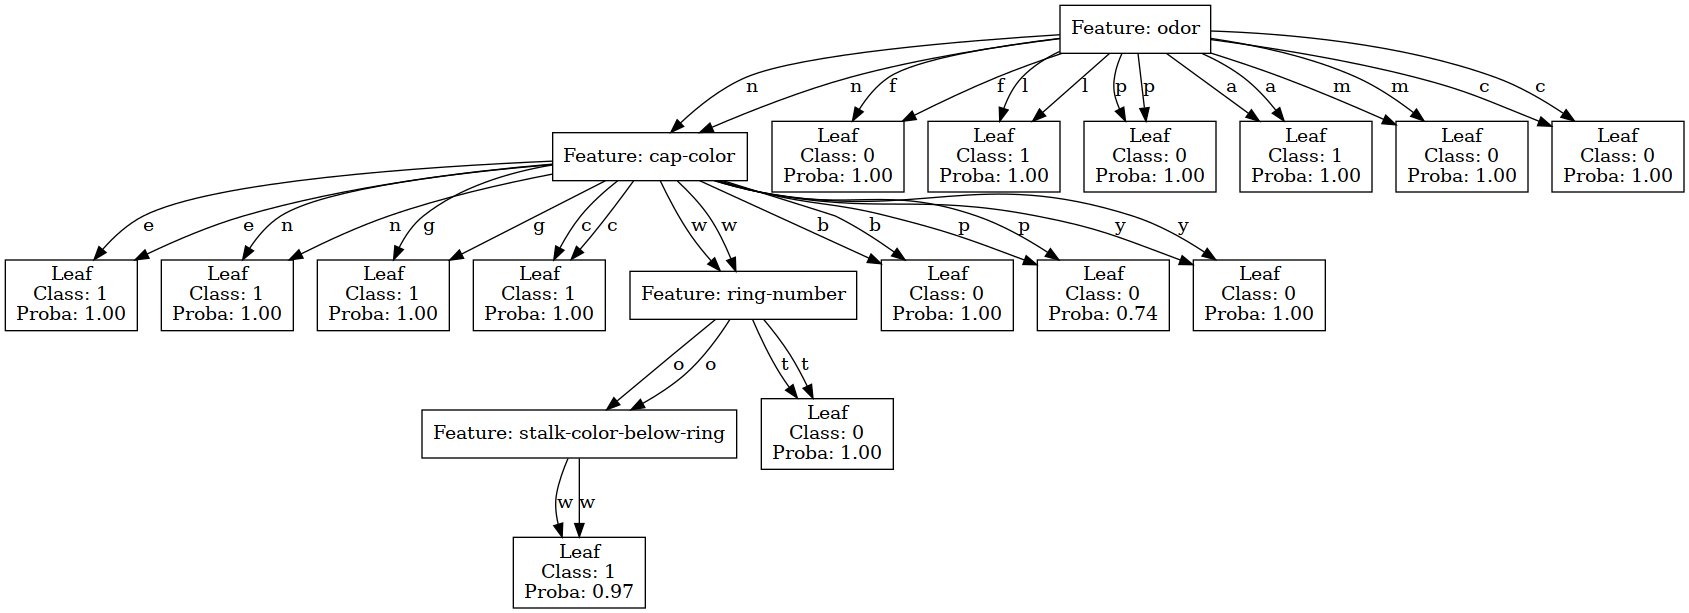 Feature: odor
n
n
f
f
l
l
p
p
a
a
m
m
c
c
Feature: cap-color
Leaf
Class: 0
Proba: 1.00
Leaf
Class: 1
Proba: 1.00
Leaf
Class: 0
Proba: 1.00
Leaf
Class: 1
Proba: 1.00
Leaf
Class: 0
Proba: 1.00
Leaf
Class: 0
Proba: 1.00
e
e
n
n
g
g
c
c
w
w
b
b
p
p
y
y
Leaf
Class: 1
Proba: 1.00
Leaf
Class: 1
Proba: 1.00
Leaf
Class: 1
Proba: 1.00
Leaf
Class: 1
Proba: 1.00
Feature: ring-number
Leaf
Class: 0
Proba: 1.00
Leaf
Class: 0
Proba: 0.74
Leaf
Class: 0
Proba: 1.00
o
o
t
t
Feature: stalk-color-below-ring
Leaf
Class: 0
Proba: 1.00
w
w
Leaf
Class: 1
Proba: 0.97